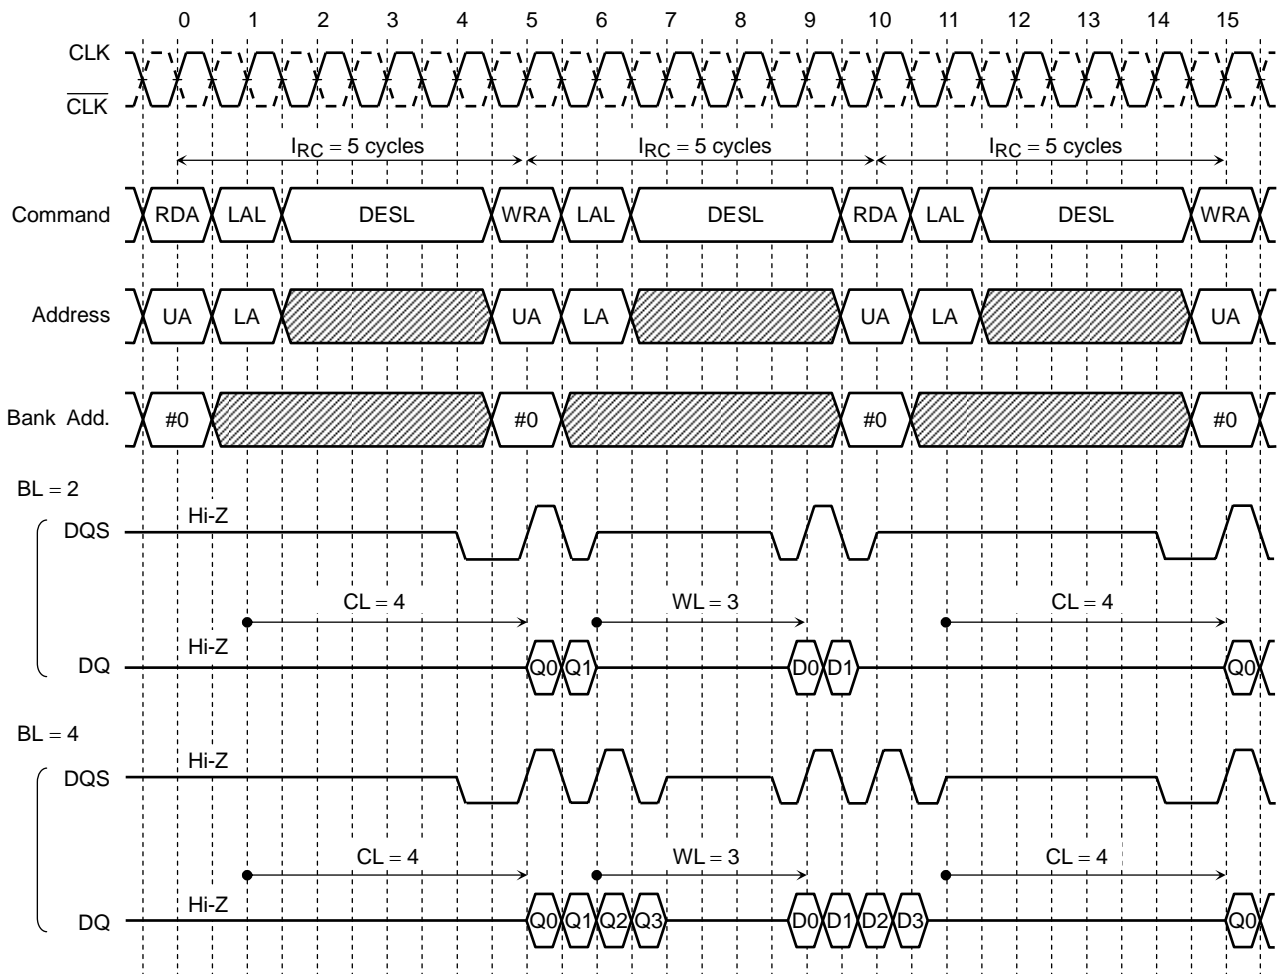 0 1 2 3 4 5 6 7 8 9 10 11 12 13 14 15
CLK
CLK
IRC = 5 cycles IRC = 5 cycles IRC = 5 cycles
Command RDA LAL DESL WRA LAL DESL RDA LAL DESL WRA
Address UA LA UA LA UA LA UA
Bank Add. #0 #0 #0 #0
BL = 2
Hi-Z
DQS
CL = 4 WL = 3 CL = 4
Hi-Z
DQ Q0 Q1 D0 D1 Q0
BL = 4
Hi-Z
DQS
CL = 4 WL = 3 CL = 4
Hi-Z
DQ Q0 Q1 Q2 Q3 D0 D1 D2 D3 Q0